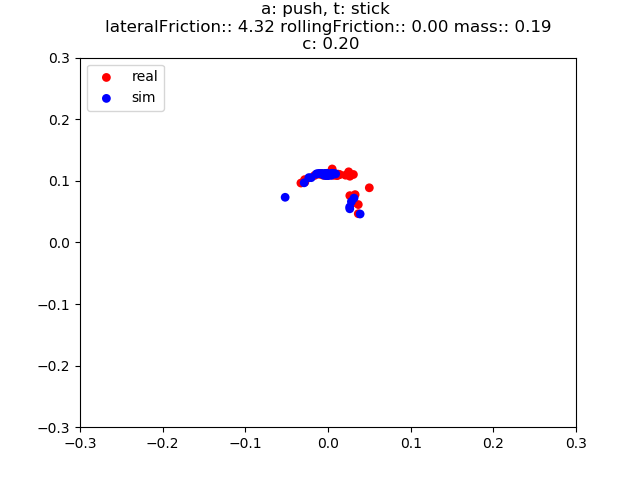 a: push, t: stick
lateralFriction:: 4.32 rollingFriction:: 0.00 mass:: 0.19
c: 0.20
real
sim
0.3
0.2
0.1
0.0
−0.1
−0.2
−0.3
−0.3 −0.2 −0.1 0.0 0.1 0.2 0.3